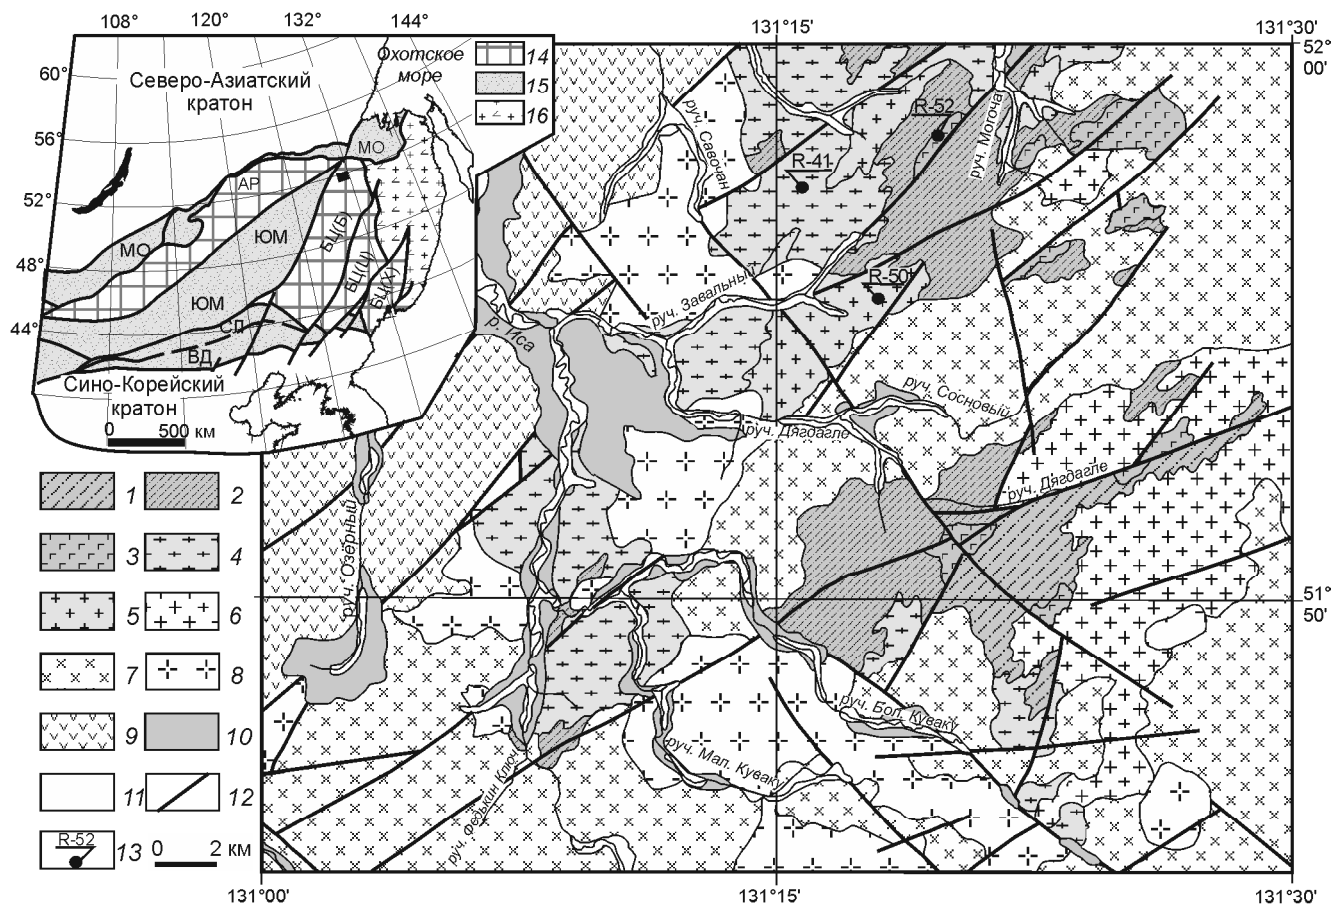 108°
120°
132°
144°
131°15'
131°30'
52°
00'
60°
56°
52°
48°
44°
Северо-Азиатский
кратон
Охотское
море
14
15
16
МО
АР
МО
ЮМ
ЮМ
БЦ(Б)
БЦ(Ц)
БЦ(Х)
СЛ
ВД
Сино-Корейский
кратон
0 500 км
руч. Савочан
R-52
R-41
R-50
руч. Могоча
руч. Завальный
р. Иса
руч. Сосновый
руч. Дягдагле
руч. Дягдагле
руч. Озерный
51°
50'
руч. Бол. Куваку
руч. Мал. Куваку
руч. Федькин Ключ
1
2
3
4
5
6
7
8
9
10
11
12
R-52
13
0 2 км
131°00'
131°15'
131°30'